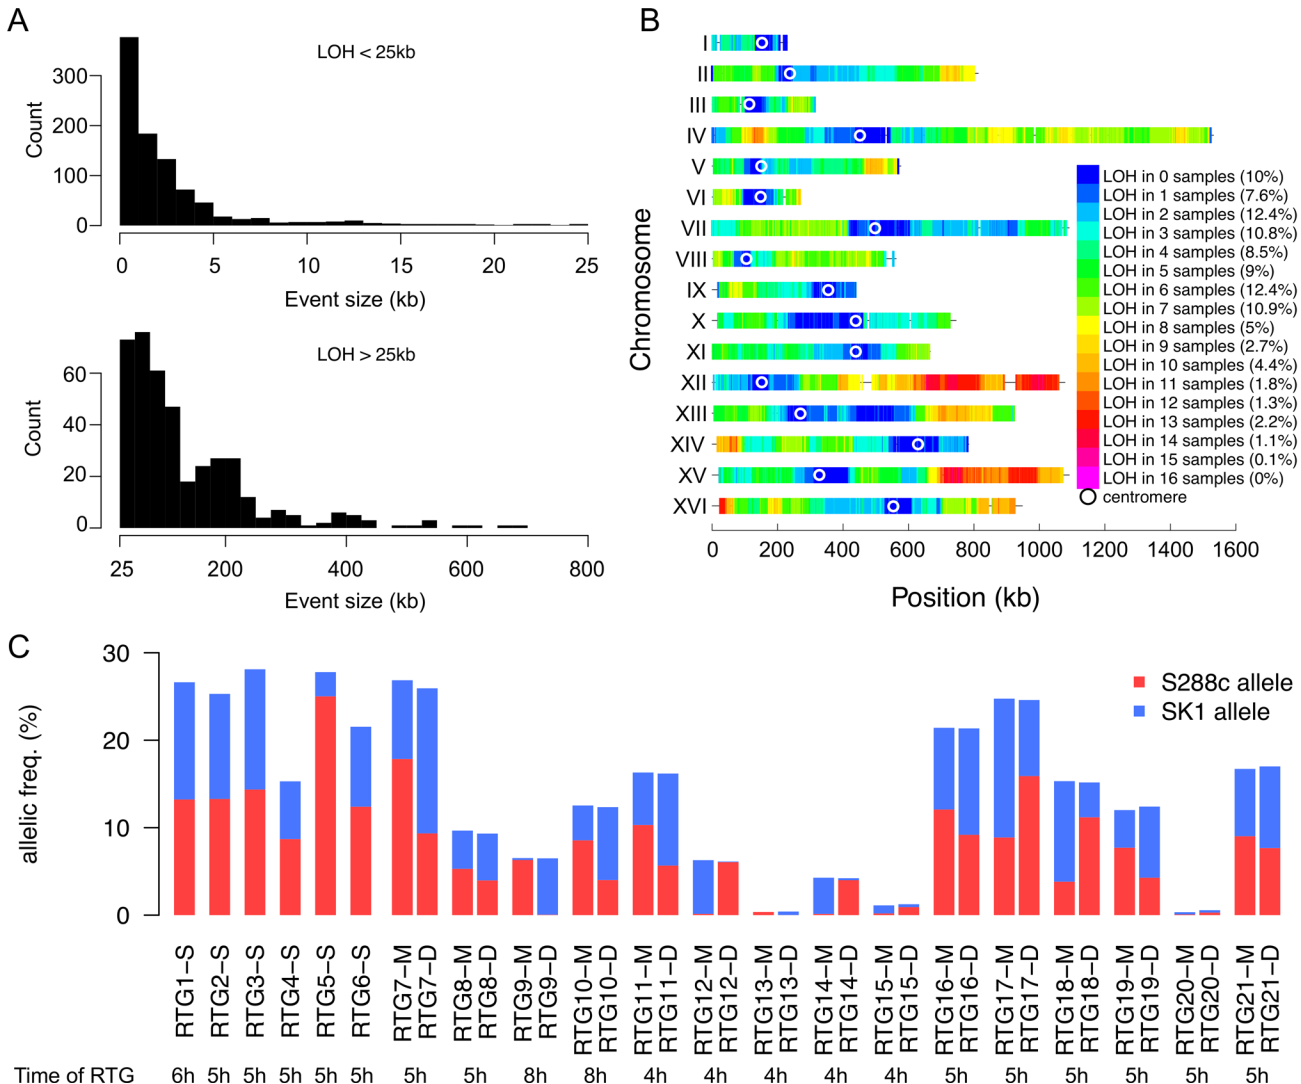 A
LOH < 25kb
Count
300
200
100
0
0 5 10 15 20 25
Event size (kb)
LOH > 25kb
Count
60
40
20
0
25 200 400 600 800
Event size (kb)
B
Chromosome
I
II
III
IV
V
VI
VII
VIII
IX
X
XI
XII
XIII
XIV
XV
XVI
0 200 400 600 800 1000 1200 1400 1600
Position (kb)
LOH in 0 samples (10%)
LOH in 1 samples (7.6%)
LOH in 2 samples (12.4%)
LOH in 3 samples (10.8%)
LOH in 4 samples (8.5%)
LOH in 5 samples (9%)
LOH in 6 samples (12.4%)
LOH in 7 samples (10.9%)
LOH in 8 samples (5%)
LOH in 9 samples (2.7%)
LOH in 10 samples (4.4%)
LOH in 11 samples (1.8%)
LOH in 12 samples (1.3%)
LOH in 13 samples (2.2%)
LOH in 14 samples (1.1%)
LOH in 15 samples (0.1%)
LOH in 16 samples (0%)
centromere
C
allelic freq. (%)
30
20
10
0
S288c allele
SK1 allele
RTG1-S
RTG2-S
RTG3-S
RTG4-S
RTG5-S
RTG6-S
RTG7-M
RTG7-D
RTG8-M
RTG8-D
RTG9-M
RTG9-D
RTG10-M
RTG10-D
RTG11-M
RTG11-D
RTG12-M
RTG12-D
RTG13-M
RTG13-D
RTG14-M
RTG14-D
RTG15-M
RTG15-D
RTG16-M
RTG16-D
RTG17-M
RTG17-D
RTG18-M
RTG18-D
RTG19-M
RTG19-D
RTG20-M
RTG20-D
RTG21-M
RTG21-D
Time of RTG 6h 5h 5h 5h 5h 5h 5h 5h 8h 8h 4h 4h 4h 4h 4h 5h 5h 5h 5h 5h 5h